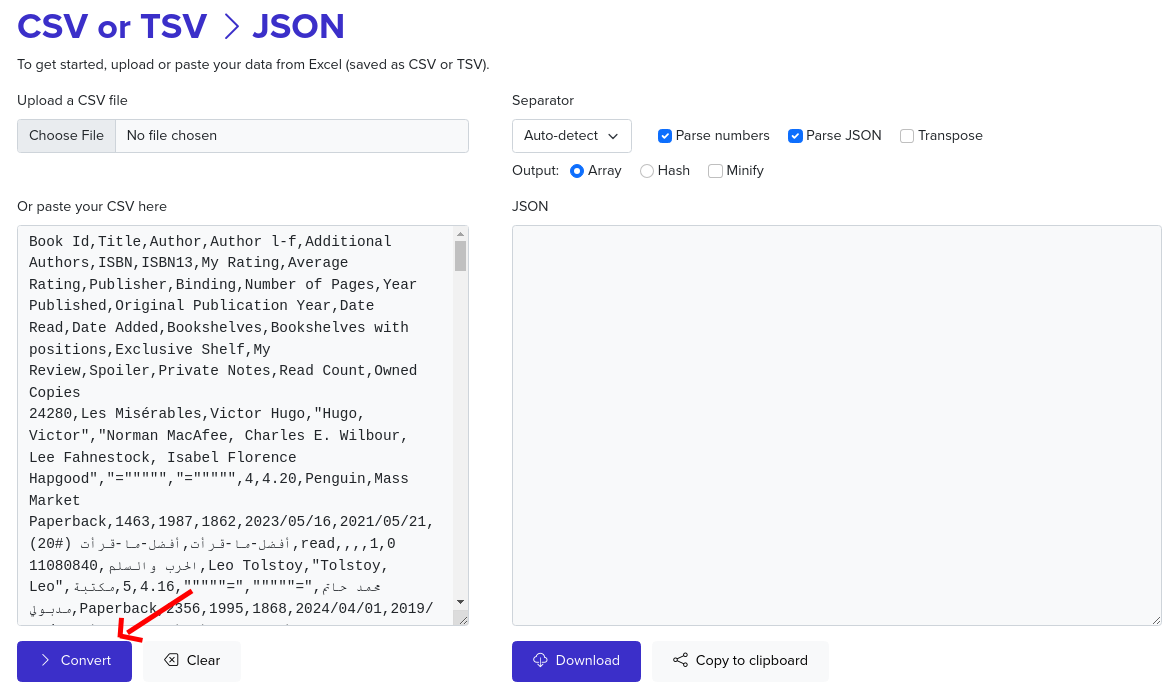 CSV or TSV > JSON
To get started, upload or paste your data from Excel (saved as CSV or TSV).
Upload a CSV file
Choose File No file chosen
Separator
Auto-detect Parse numbers Parse JSON Transpose
Output: Array Hash Minify
Or paste your CSV here
Book Id,Title,Author,Author l-f,Additional
Authors,ISBN,ISBN13,My Rating,Average
Rating,Publisher,Binding,Number of Pages,Year
Published,Original Publication Year,Date
Read,Date Added,Bookshelves,Bookshelves with
positions,Exclusive Shelf,My
Review,Spoiler,Private Notes,Read Count,Owned
Copies
24280,Les Misérables,Victor Hugo,"Hugo,
Victor","Norman MacAfee, Charles E. Wilbour,
Lee Fahnestock, Isabel Florence
Hapgood","=""""","=""""",4,4.20,Penguin,Mass
Market
Paperback,1463,1987,1862,2023/05/16,2021/05/21,
أفضل-ما-قرأت,أفضل-ما-قرأت (#20),read,,,,1,0
11080840,الحرب والسلم,Leo Tolstoy,"Tolstoy,
Leo",محمد حاتم,"=""""","=""""",5,4.16,مكتبة
مدبولي,Paperback,2356,1995,1868,2024/04/01,2019/
JSON
Convert Clear
Download Copy to clipboard